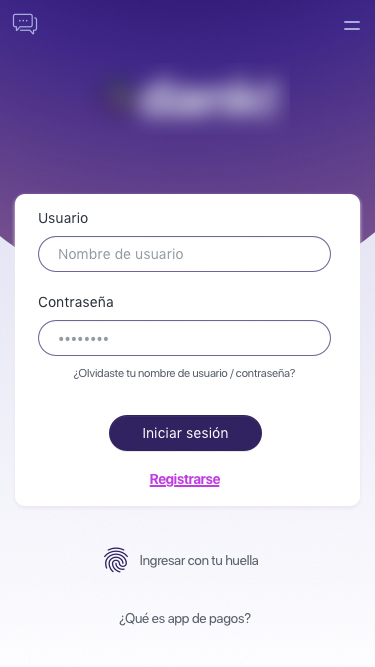 Usuario
Nombre de usuario
Contraseña
••••••••
¿Olvidaste tu nombre de usuario / contraseña?
Iniciar sesión
Registrarse
Ingresar con tu huella
¿Qué es app de pagos?